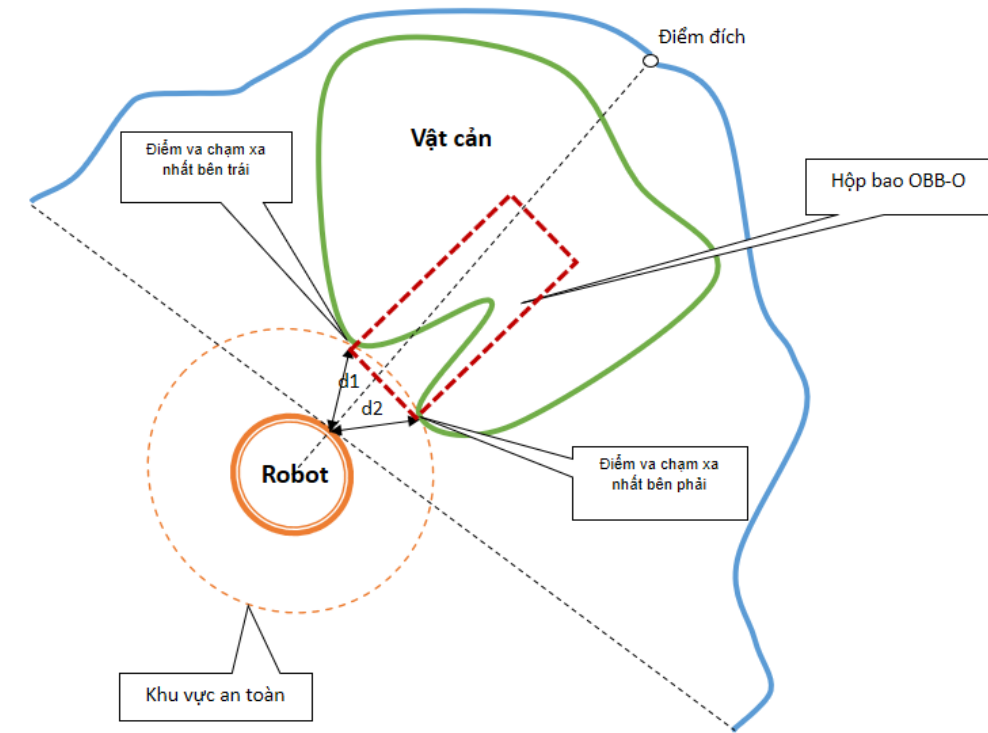 Điểm đích
Vật cản
Điểm va chạm xa
nhất bên trái
Hộp bao OBB-O
d1
d2
Robot
Điểm va chạm xa
nhất bên phải
Khu vực an toàn